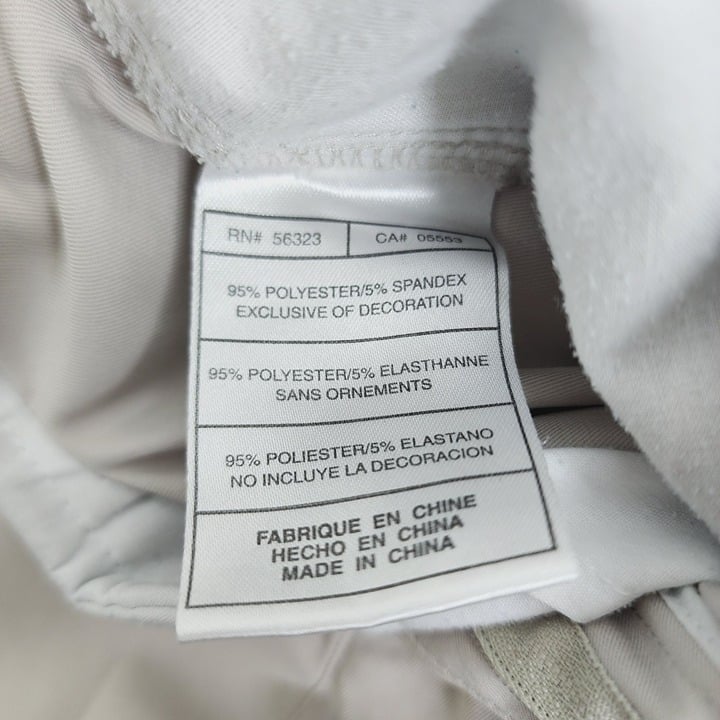 RN# 56323 CA# 05553
95% POLYESTER/5% SPANDEX
EXCLUSIVE OF DECORATION
95% POLYESTER/5% ELASTHANNE
SANS ORNEMENTS
95% POLIESTER/5% ELASTANO
NO INCLUYE LA DECORACION
FABRIQUE EN CHINE
HECHO EN CHINA
MADE IN CHINA